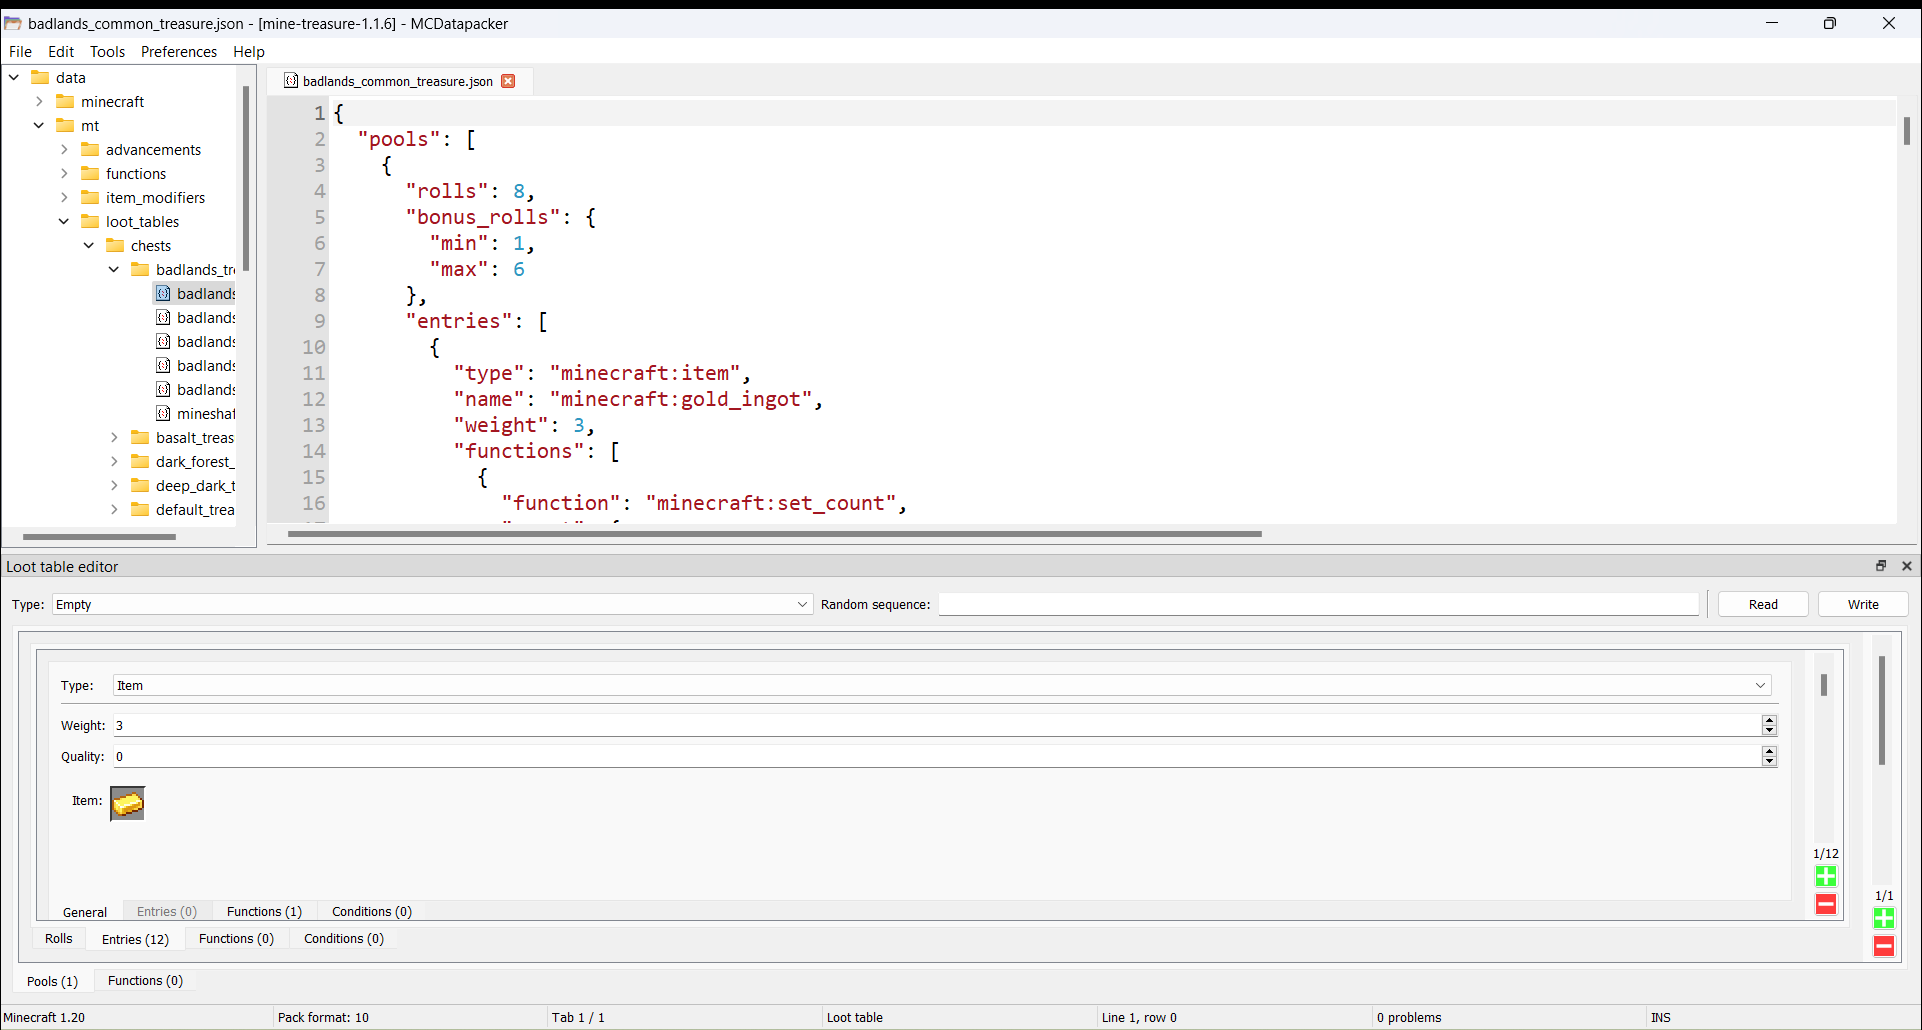 badlands_common_treasure.json - [mine-treasure-1.1.6] - MCDatapacker
File Edit Tools Preferences Help
data
minecraft
mt
advancements
functions
item_modifiers
loot_tables
chests
badlands_tre
badlands
badlands
badlands
badlands
badlands
mineshaf
basalt_treas
dark_forest_
deep_dark_t
default_trea
badlands_common_treasure.json
1 {
2 "pools": [
3 {
4 "rolls": 8,
5 "bonus_rolls": {
6 "min": 1,
7 "max": 6
8 },
9 "entries": [
10 {
11 "type": "minecraft:item",
12 "name": "minecraft:gold_ingot",
13 "weight": 3,
14 "functions": [
15 {
16 "function": "minecraft:set_count",
Loot table editor
Type: Empty Random sequence: Read Write
Type: Item
Weight: 3
Quality: 0
Item:
1/12
1/1
General Entries (0) Functions (1) Conditions (0)
Rolls Entries (12) Functions (0) Conditions (0)
Pools (1) Functions (0)
Minecraft 1.20 Pack format: 10 Tab 1 / 1 Loot table Line 1, row 0 0 problems INS